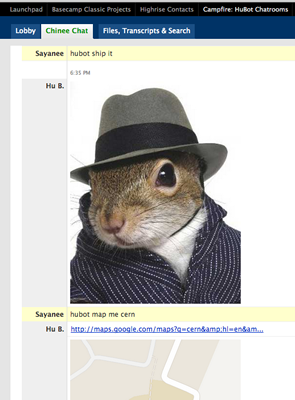 Launchpad Basecamp Classic Projects Highrise Contacts Campfire: HuBot Chatrooms
Lobby Chinee Chat Files, Transcripts & Search
Sayanee hubot ship it
6:35 PM
Hu B.
Sayanee hubot map me cern
Hu B. http://maps.google.com/maps?q=cern&amp;hl=en&am...